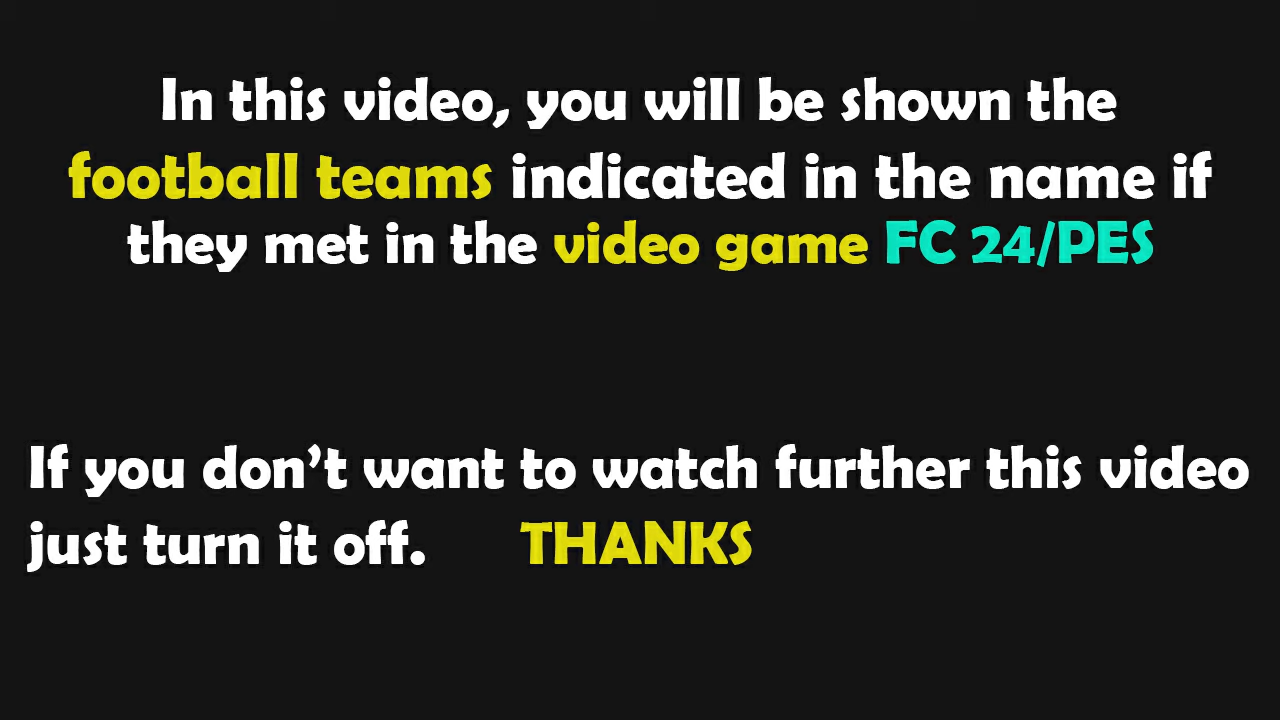 In this video, you will be shown the
football teams indicated in the name if
they met in the video game FC 24/PES
If you don’t want to watch further this video
just turn it off. THANKS